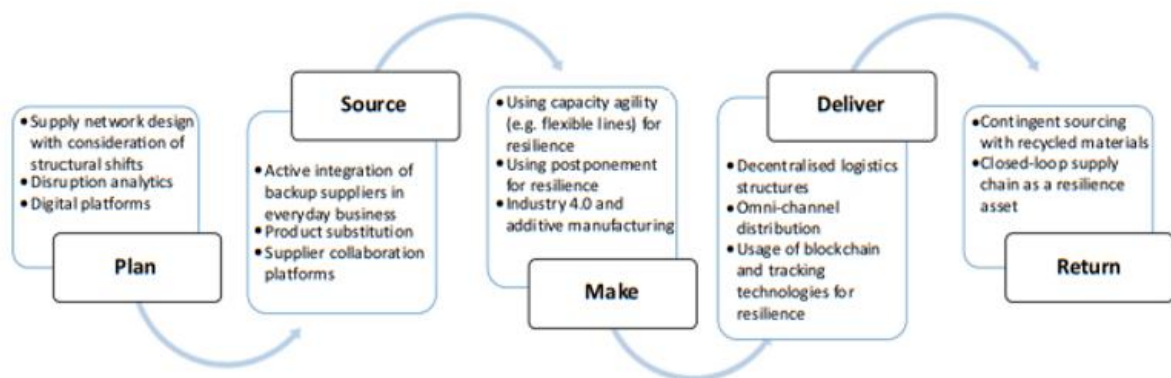 • Supply network design
with consideration of
structural shifts
• Disruption analytics
• Digital platforms
Plan
Source
• Active integration of
backup suppliers in
everyday business
• Product substitution
• Supplier collaboration
platforms
• Using capacity agility
(e.g. flexible lines) for
resilience
• Using postponement
for resilience
• Industry 4.0 and
additive manufacturing
Make
Deliver
• Decentralised logistics
structures
• Omni-channel
distribution
• Usage of blockchain
and tracking
technologies for
resilience
• Contingent sourcing
with recycled materials
• Closed-loop supply
chain as a resilience
asset
Return